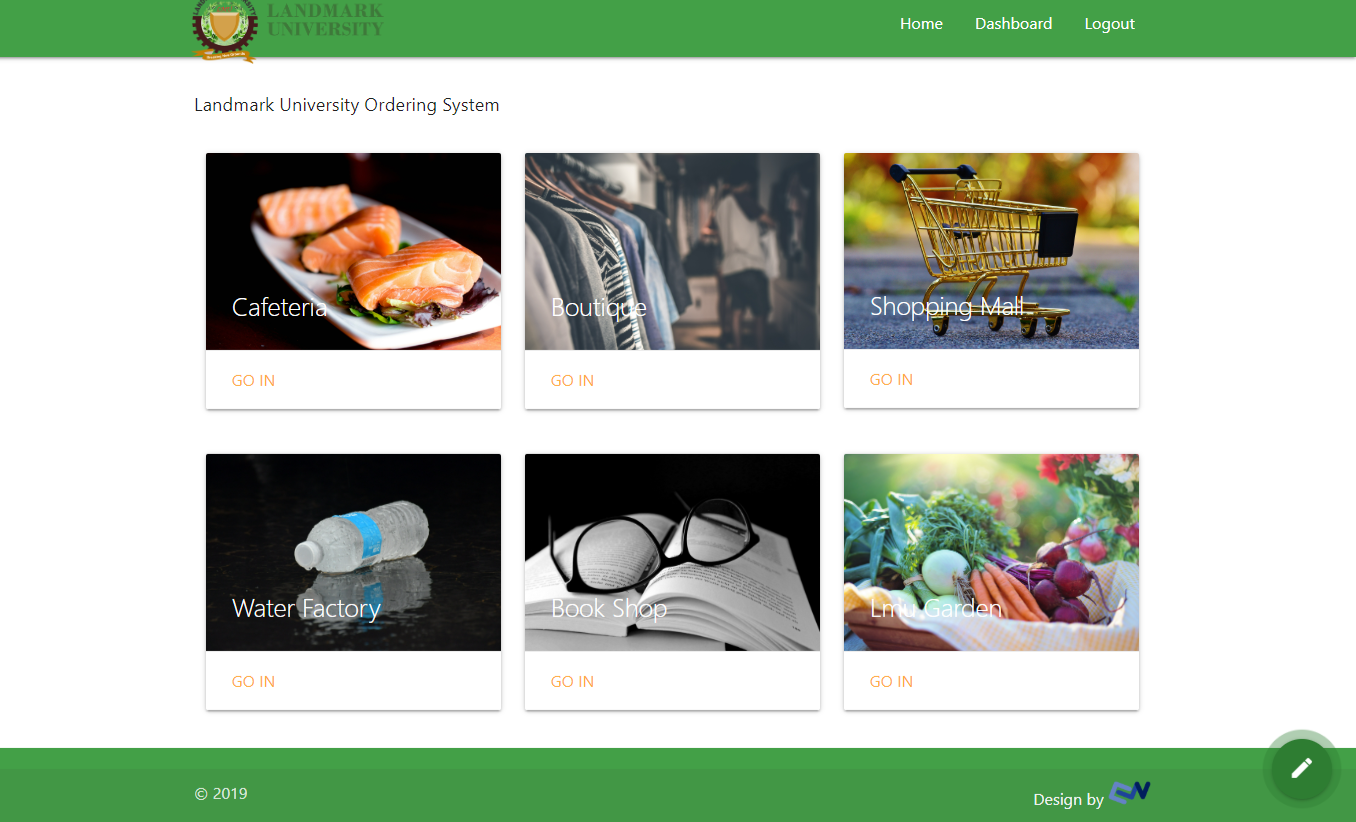 LANDMARK
UNIVERSITY
Home Dashboard Logout
Landmark University Ordering System
Cafeteria Boutique Shopping Mall
GO IN GO IN GO IN
Water Factory Book Shop Lmu Garden
GO IN GO IN GO IN
© 2019
Design by